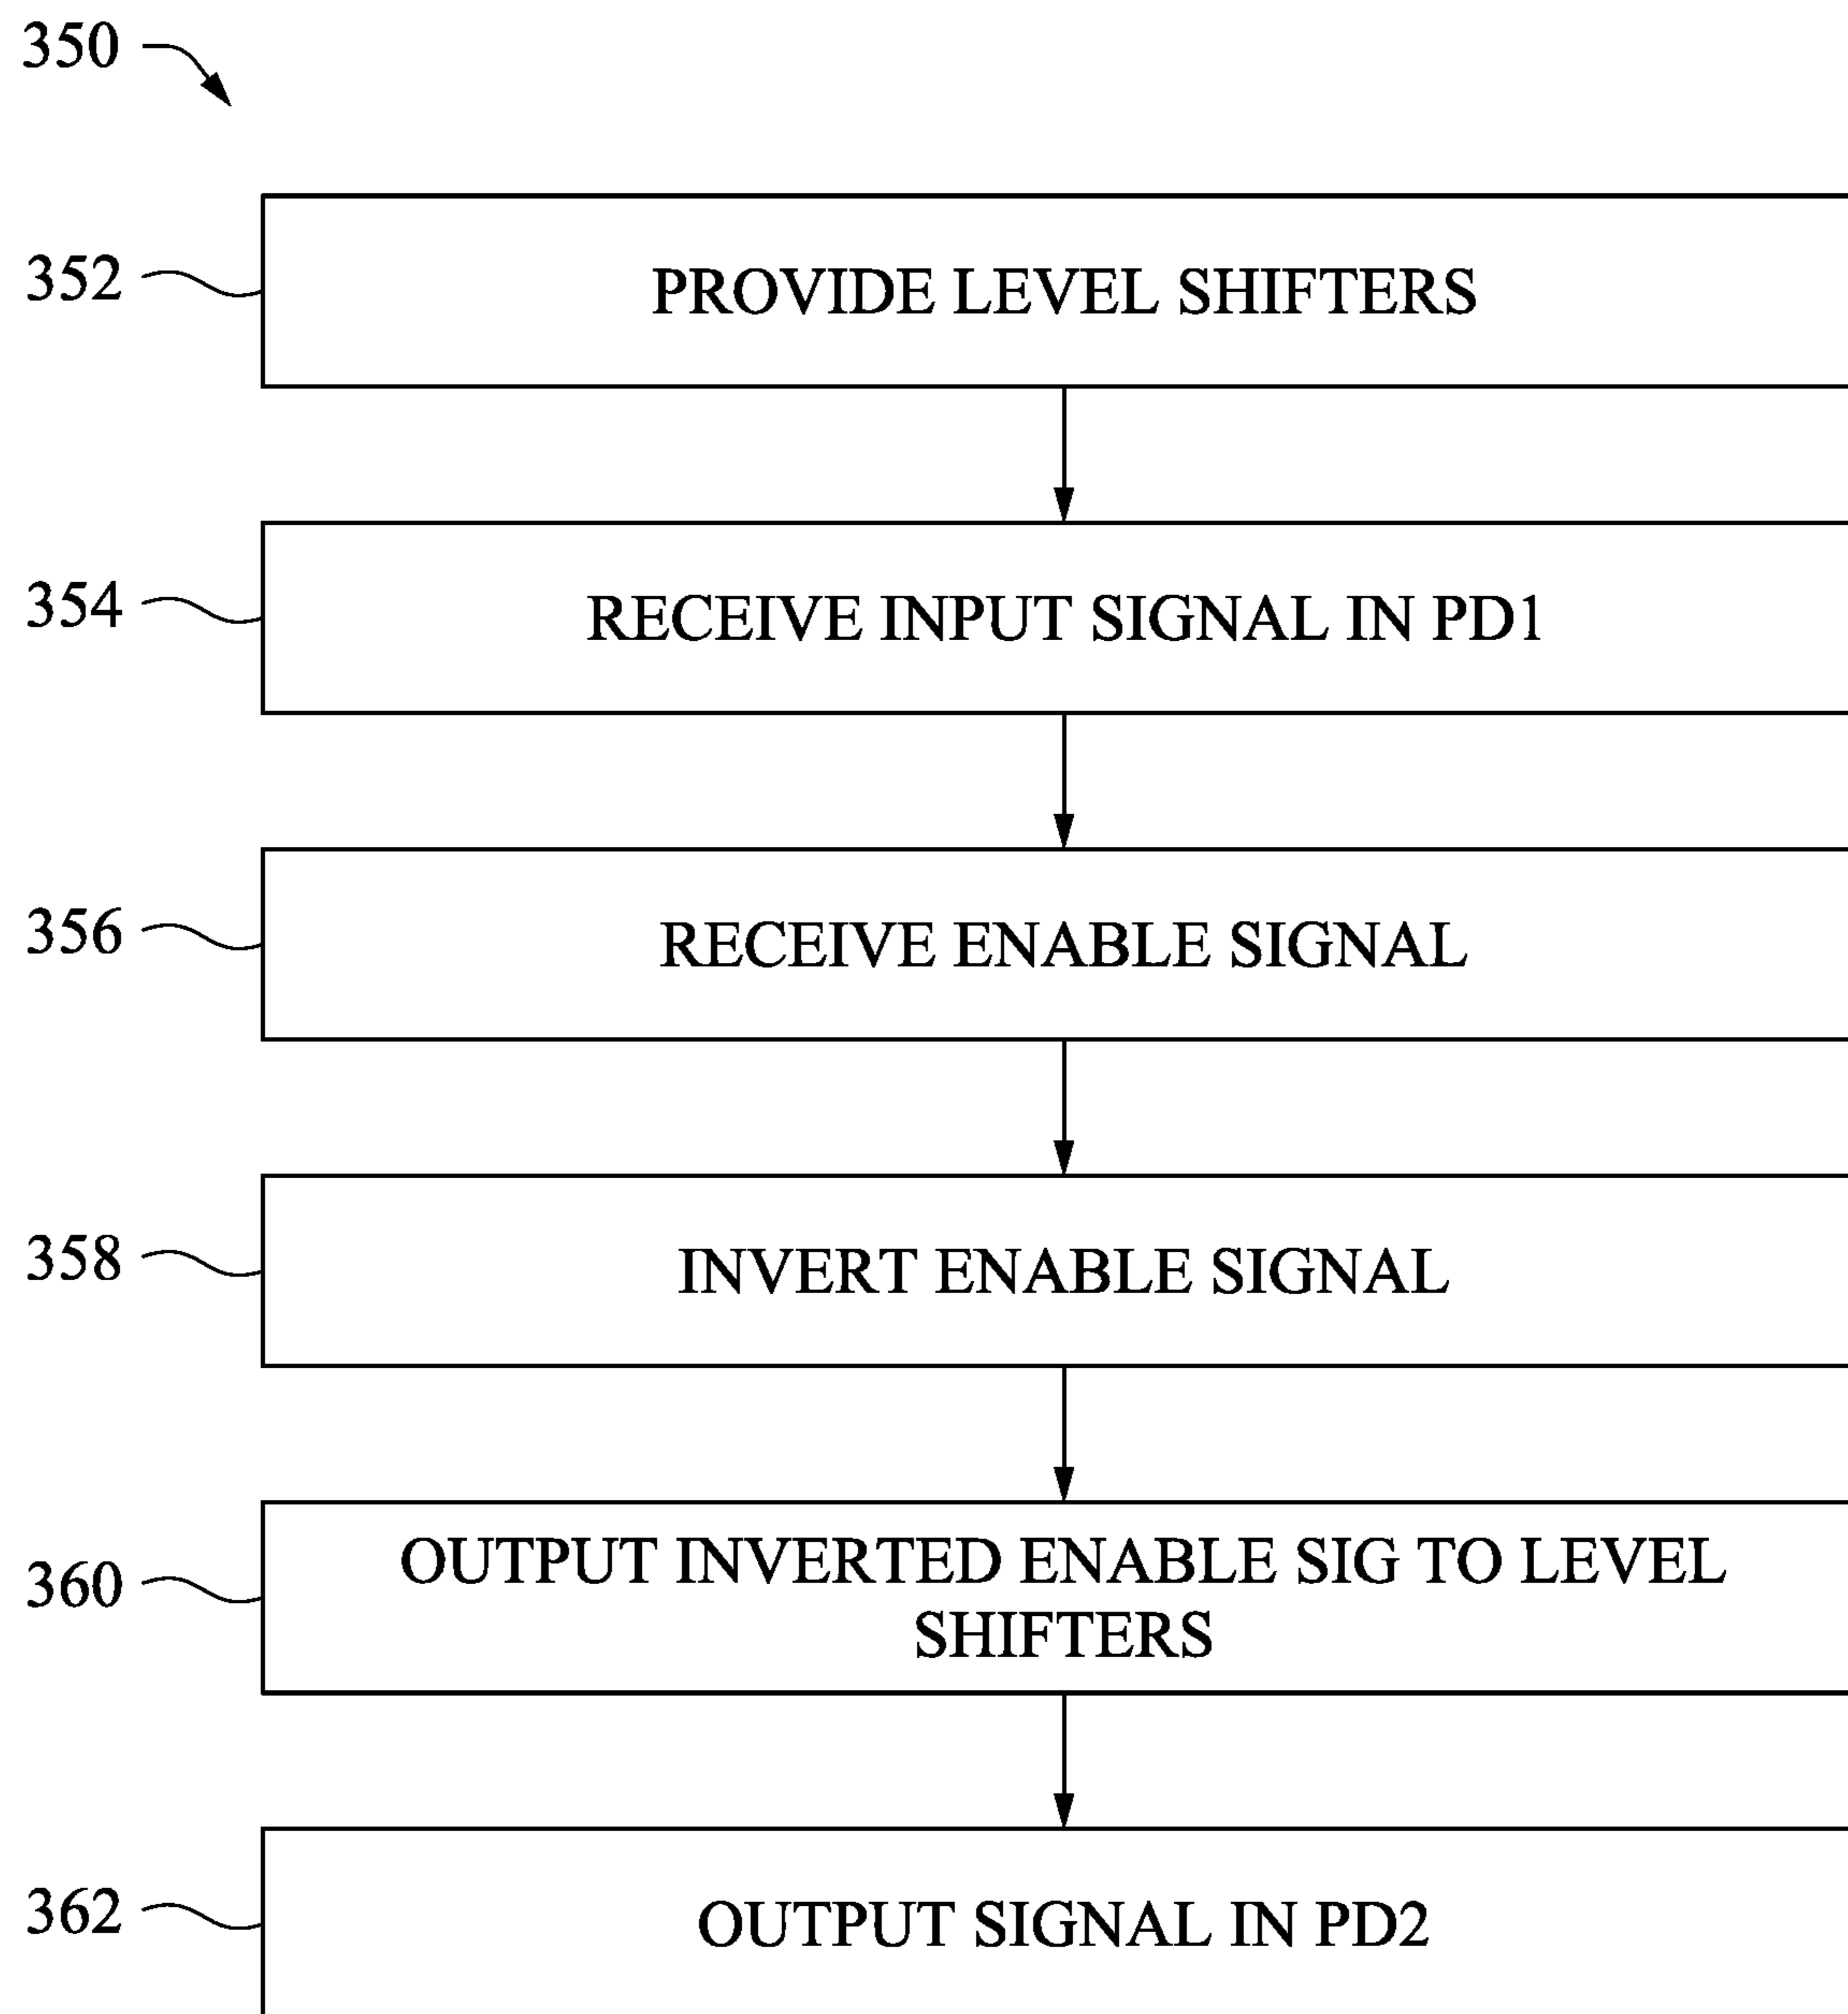 350
352
PROVIDE LEVEL SHIFTERS
354
RECEIVE INPUT SIGNAL IN PD1
356
RECEIVE ENABLE SIGNAL
358
INVERT ENABLE SIGNAL
360
OUTPUT INVERTED ENABLE SIG TO LEVEL
SHIFTERS
362
OUTPUT SIGNAL IN PD2